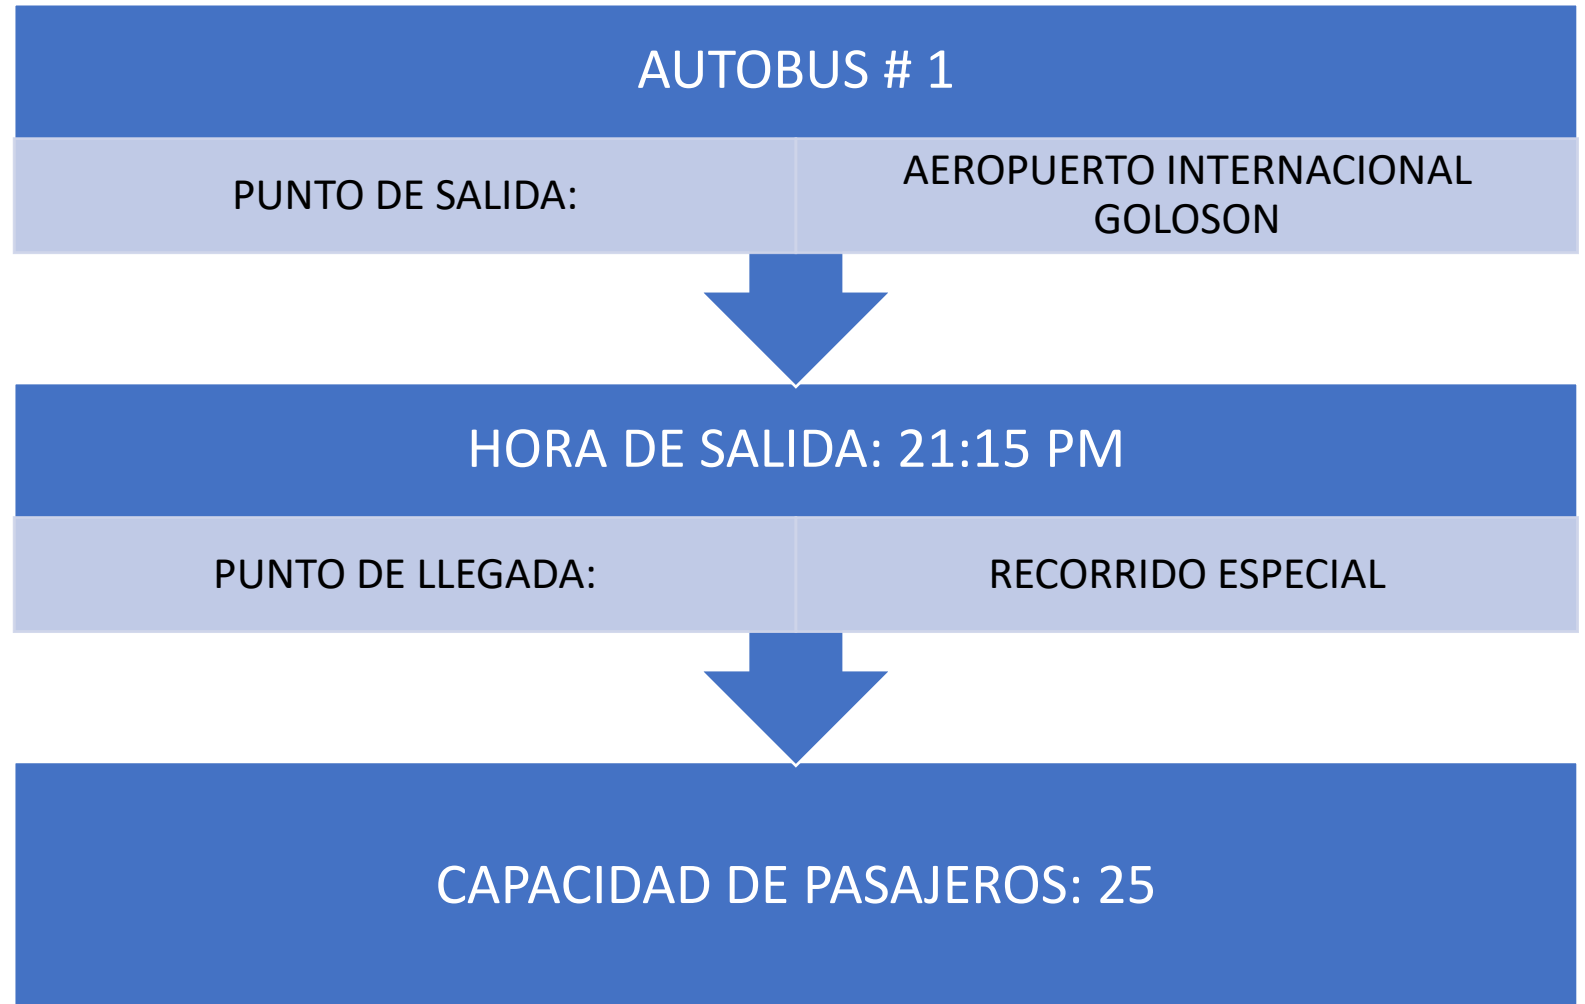 AUTOBUS # 1
PUNTO DE SALIDA:
AEROPUERTO INTERNACIONAL
GOLOSON
HORA DE SALIDA: 21:15 PM
PUNTO DE LLEGADA:
RECORRIDO ESPECIAL
CAPACIDAD DE PASAJEROS: 25